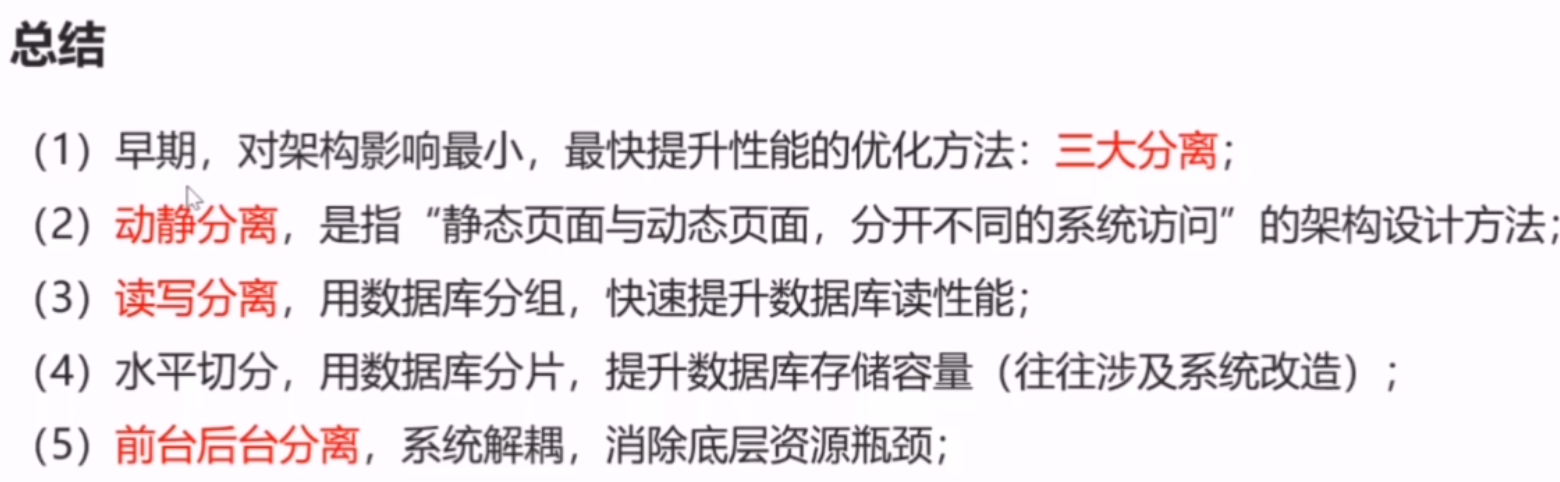 总结
（1）早期，对架构影响最小，最快提升性能的优化方法：三大分离；
（2）动静分离，是指“静态页面与动态页面，分开不同的系统访问”的架构设计方法；
（3）读写分离，用数据库分组，快速提升数据库读性能；
（4）水平切分，用数据库分片，提升数据库存储容量（往往涉及系统改造）；
（5）前台后台分离，系统解耦，消除底层资源瓶颈；